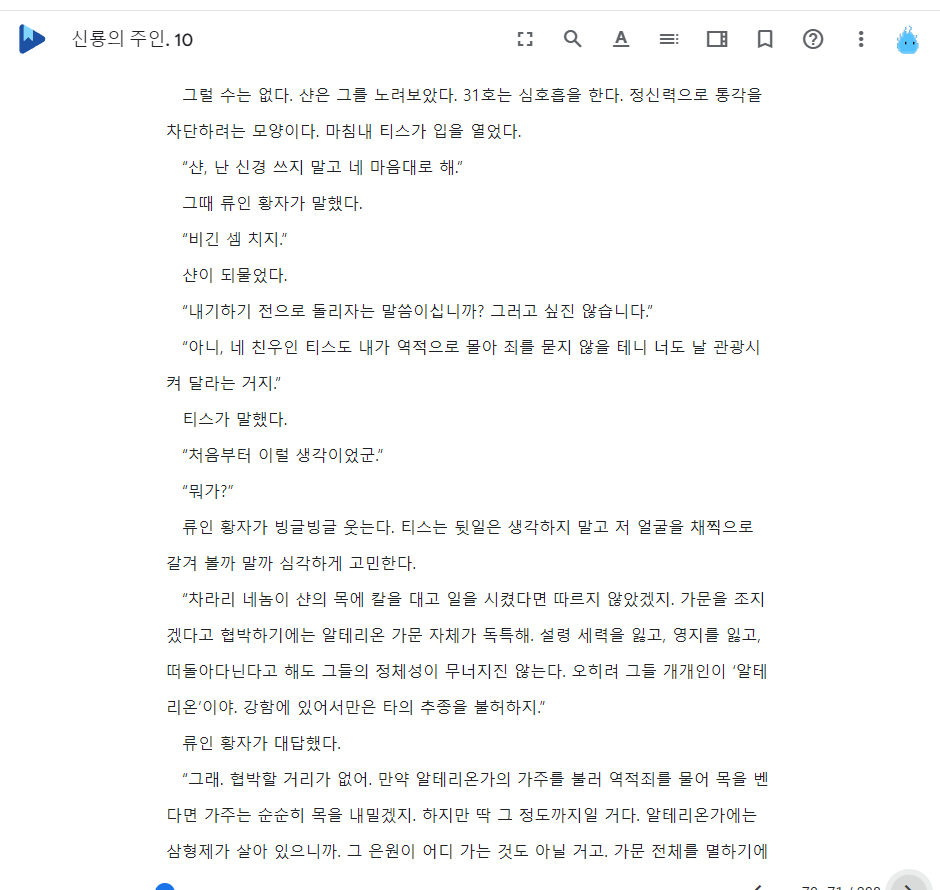 신룡의 주인. 10
그럴 수는 없다. 샨은 그를 노려보았다. 31호는 심호흡을 한다. 정신력으로 통각을
차단하려는 모양이다. 마침내 티스가 입을 열었다.
“샨, 난 신경 쓰지 말고 네 마음대로 해.”
그때 류인 황자가 말했다.
“비긴 셈 치지.”
샨이 되물었다.
“내기하기 전으로 돌리자는 말씀이십니까? 그러고 싶진 않습니다.”
“아니, 네 친우인 티스도 내가 역적으로 몰아 죄를 묻지 않을 테니 너도 날 관광시
켜 달라는 거지.”
티스가 말했다.
“처음부터 이럴 생각이었군.”
“뭐가?”
류인 황자가 빙글빙글 웃는다. 티스는 뒷일은 생각하지 말고 저 얼굴을 채찍으로
갈겨 볼까 말까 심각하게 고민한다.
“차라리 네놈이 샨의 목에 칼을 대고 일을 시켰다면 따르지 않았겠지. 가문을 조지
겠다고 협박하기에는 알테리온 가문 자체가 독특해. 설령 세력을 잃고, 영지를 잃고,
떠돌아다닌다고 해도 그들의 정체성이 무너지진 않는다. 오히려 그들 개개인이 ‘알테
리온’이야. 강함에 있어서만은 타의 추종을 불허하지.”
류인 황자가 대답했다.
“그래. 협박할 거리가 없어. 만약 알테리온가의 가주를 불러 역적죄를 물어 목을 벤
다면 가주는 순순히 목을 내밀겠지. 하지만 딱 그 정도까지일 거다. 알테리온가에는
삼형제가 살아 있으니까. 그 은원이 어디 가는 것도 아닐 거고. 가문 전체를 멸하기에